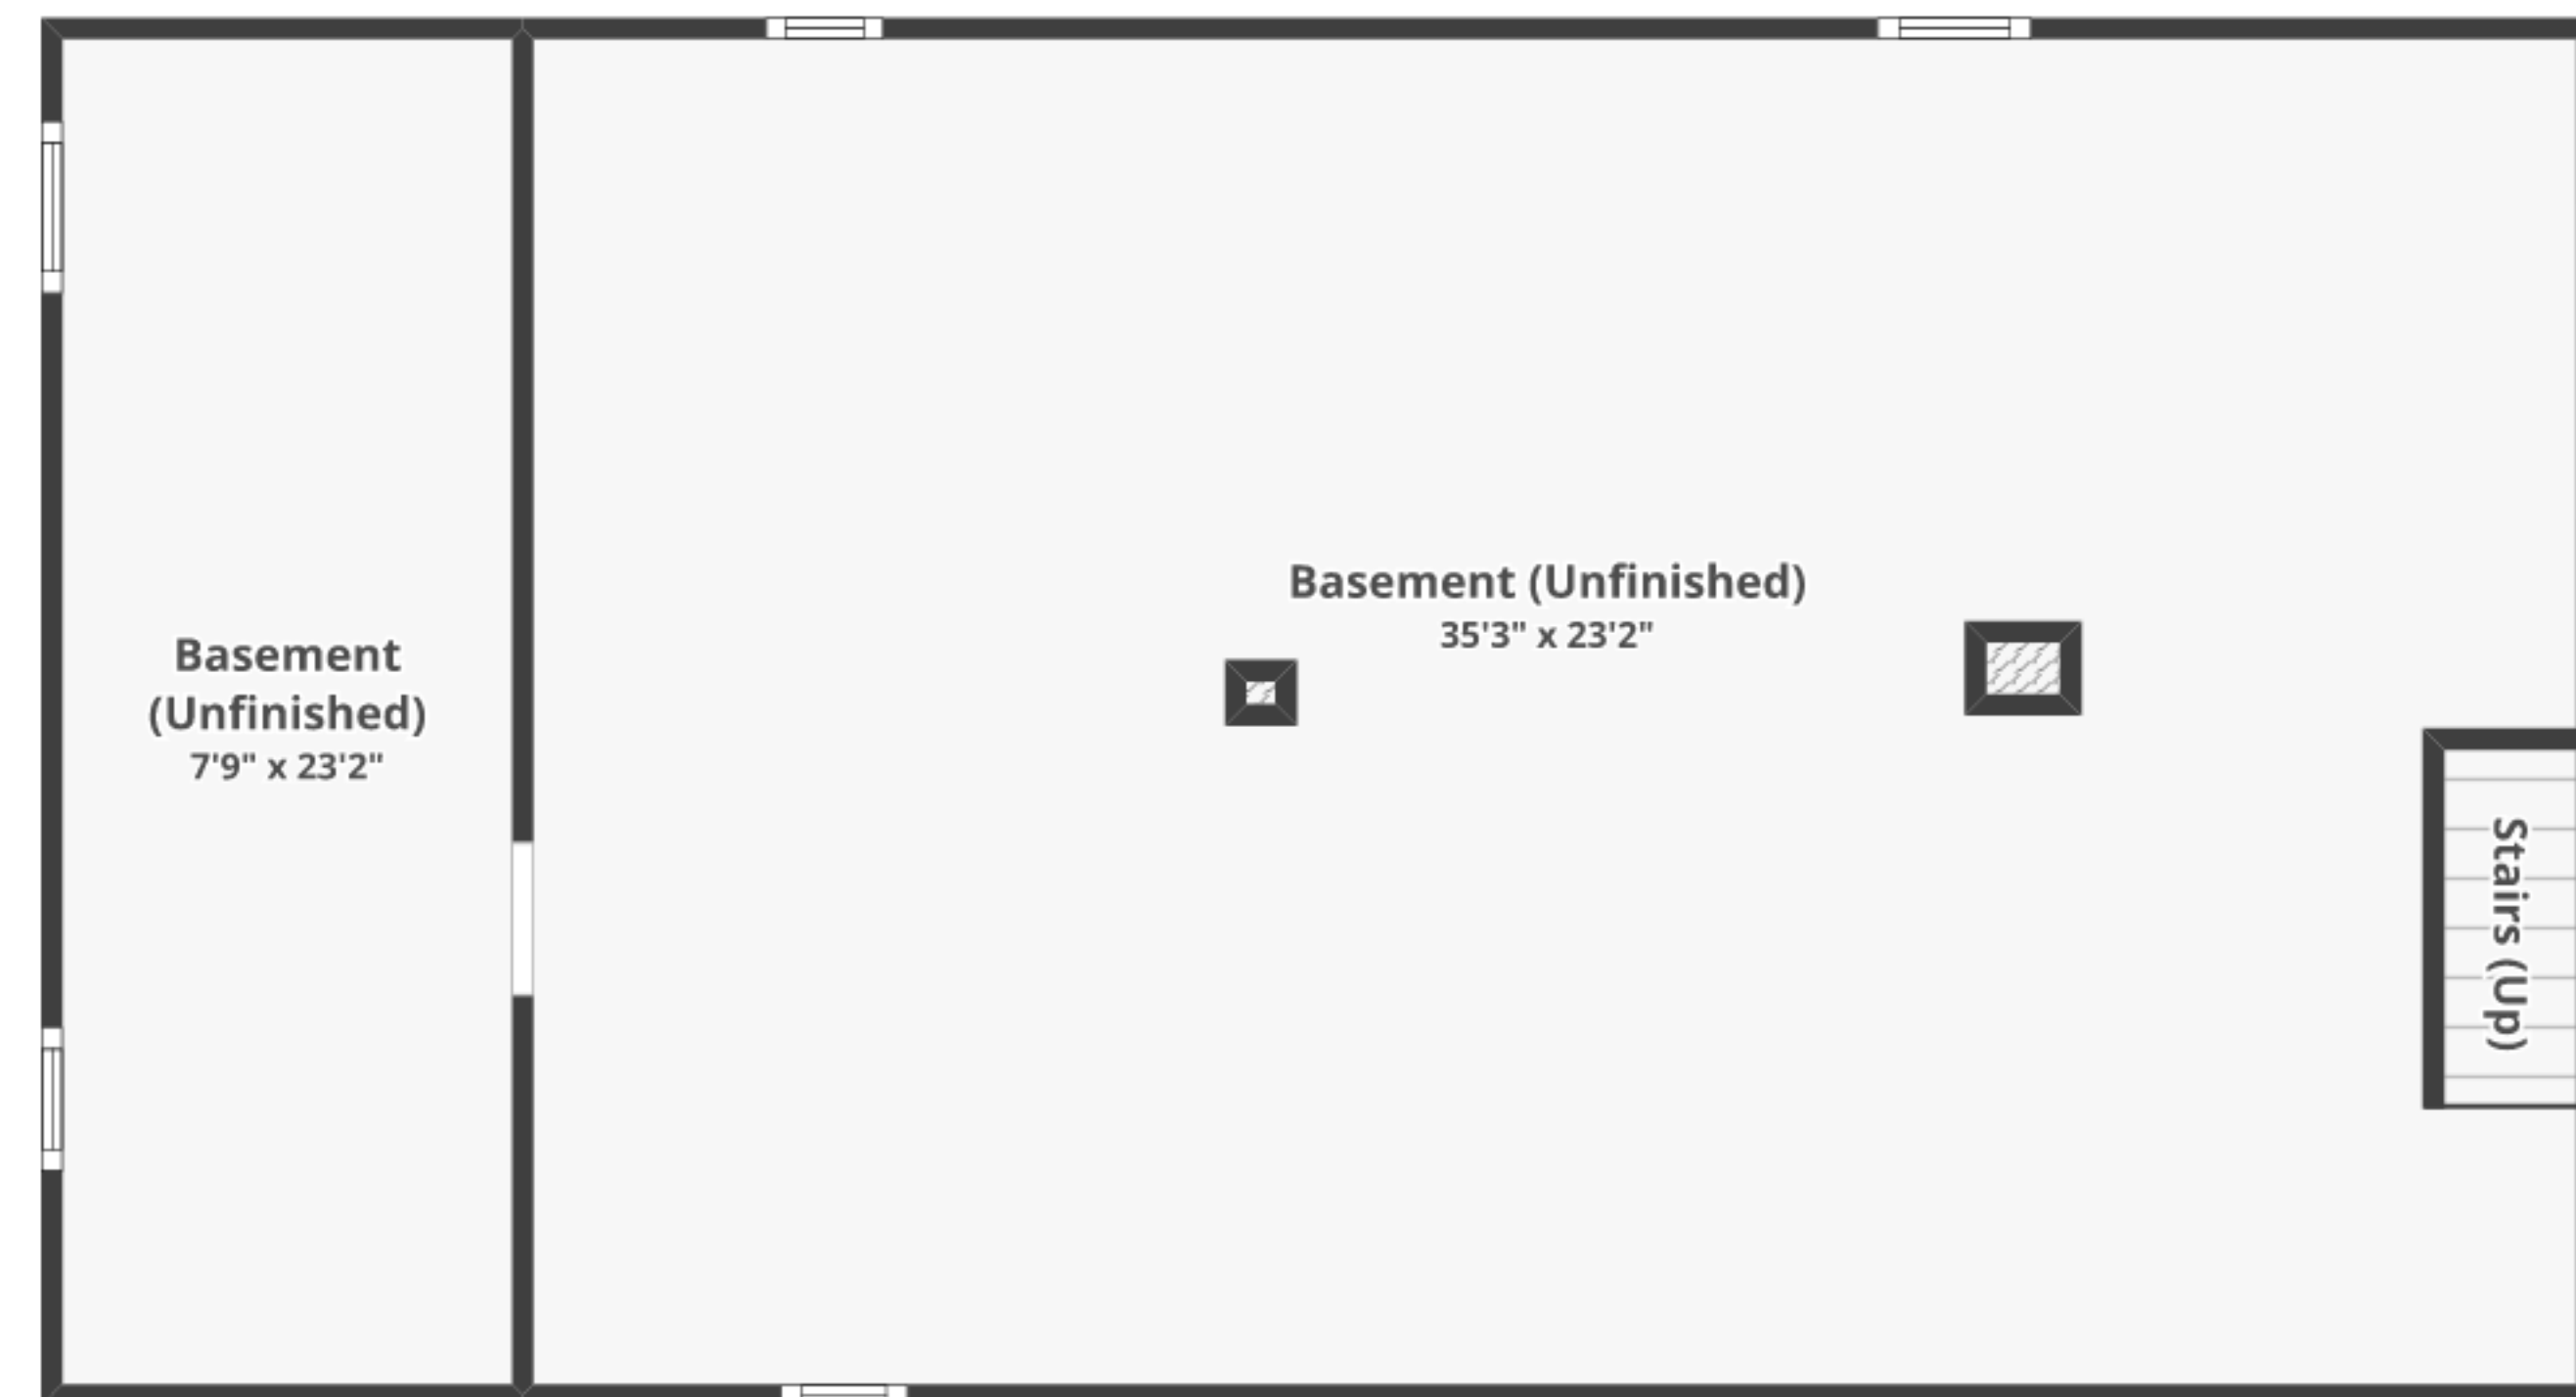 Basement
(Unfinished)
7'9" x 23'2"
Basement (Unfinished)
35'3" x 23'2"
Stairs (Up)